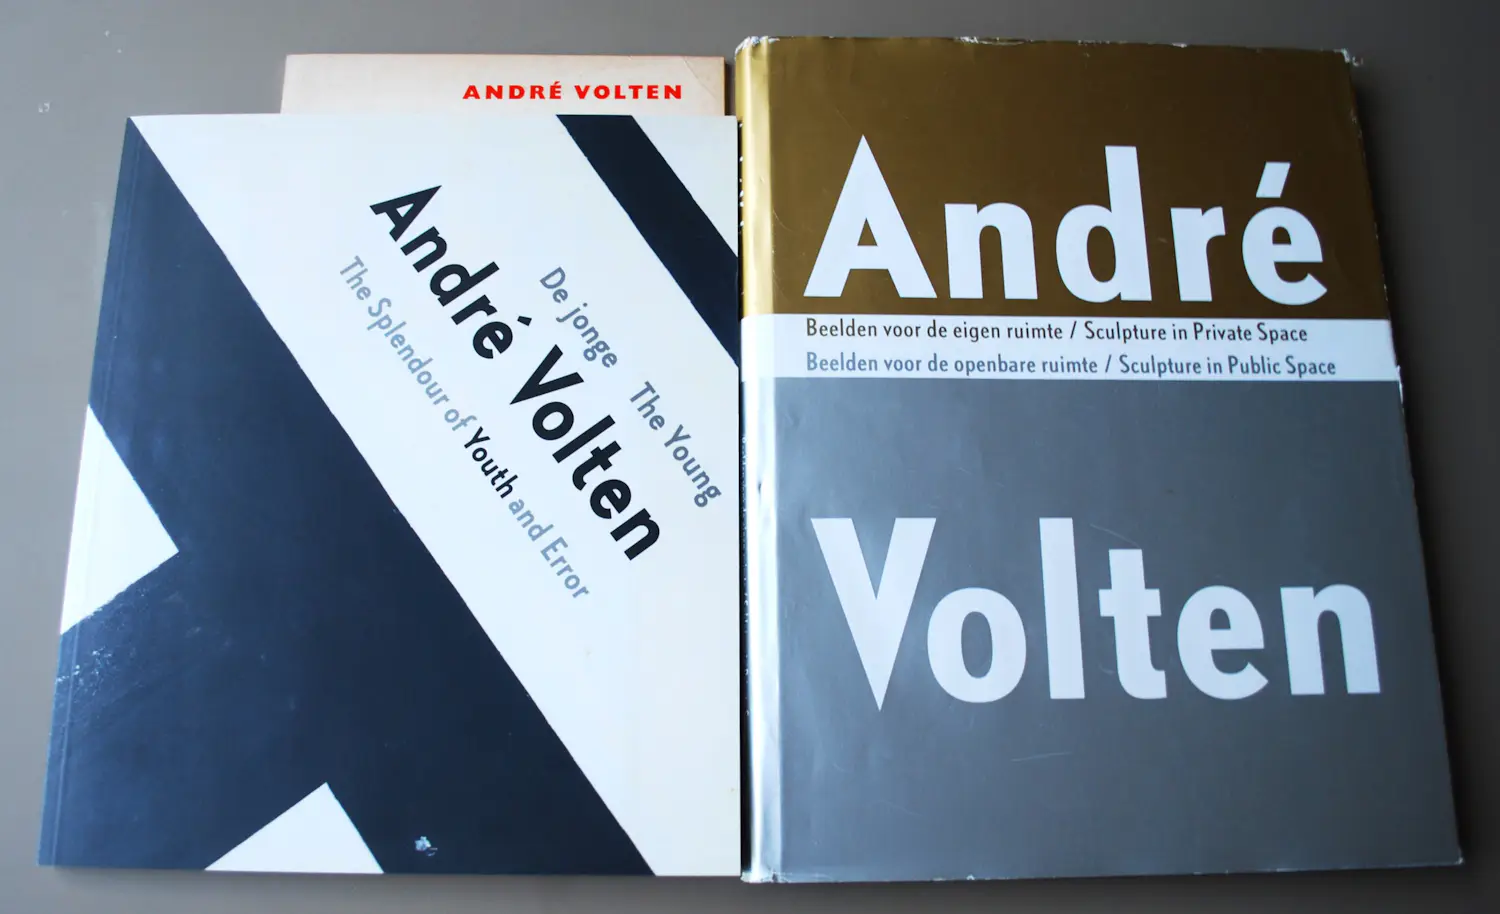 ANDRÉ VOLTEN
De jonge The Young
André Volten
The Splendour of Youth and Error
André
Beelden voor de eigen ruimte / Sculpture in Private Space
Beelden voor de openbare ruimte / Sculpture in Public Space
Volten